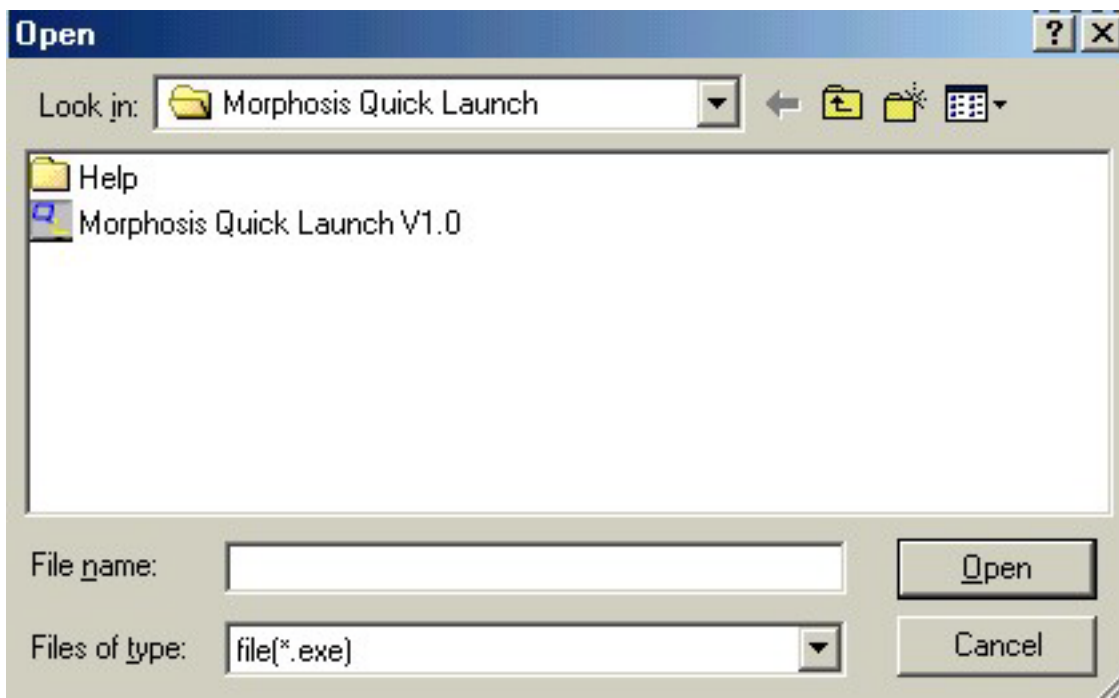 Open
Look in: Morphosis Quick Launch
Help
Morphosis Quick Launch V1.0
File name: Open
Files of type: file(*.exe) Cancel